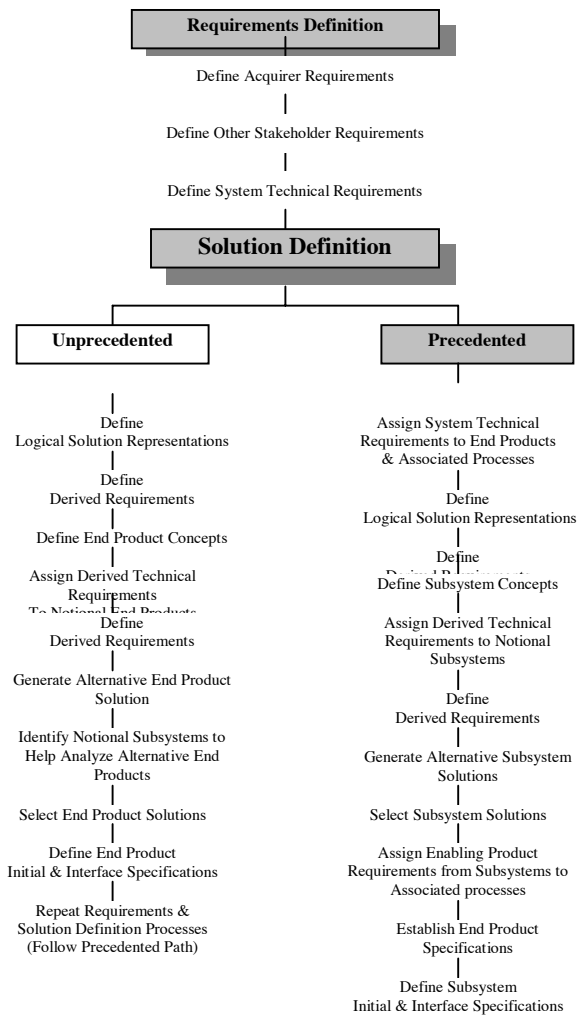 Requirements Definition
Define Acquirer Requirements
Define Other Stakeholder Requirements
Define System Technical Requirements
Solution Definition
Unprecedented
Define
Logical Solution Representations
Define
Derived Requirements
Define End Product Concepts
Assign Derived Technical
Requirements
To Notional End Products
Define
Derived Requirements
Generate Alternative End Product
Solution
Identify Notional Subsystems to
Help Analyze Alternative End
Products
Select End Product Solutions
Define End Product
Initial & Interface Specifications
Repeat Requirements &
Solution Definition Processes
(Follow Precedented Path)
Precedented
Assign System Technical
Requirements to End Products
& Associated Processes
Define
Logical Solution Representations
Define
Derived Requirements
Define Subsystem Concepts
Assign Derived Technical
Requirements to Notional
Subsystems
Define
Derived Requirements
Generate Alternative Subsystem
Solutions
Select Subsystem Solutions
Assign Enabling Product
Requirements from Subsystems to
Associated processes
Establish End Product
Specifications
Define Subsystem
Initial & Interface Specifications